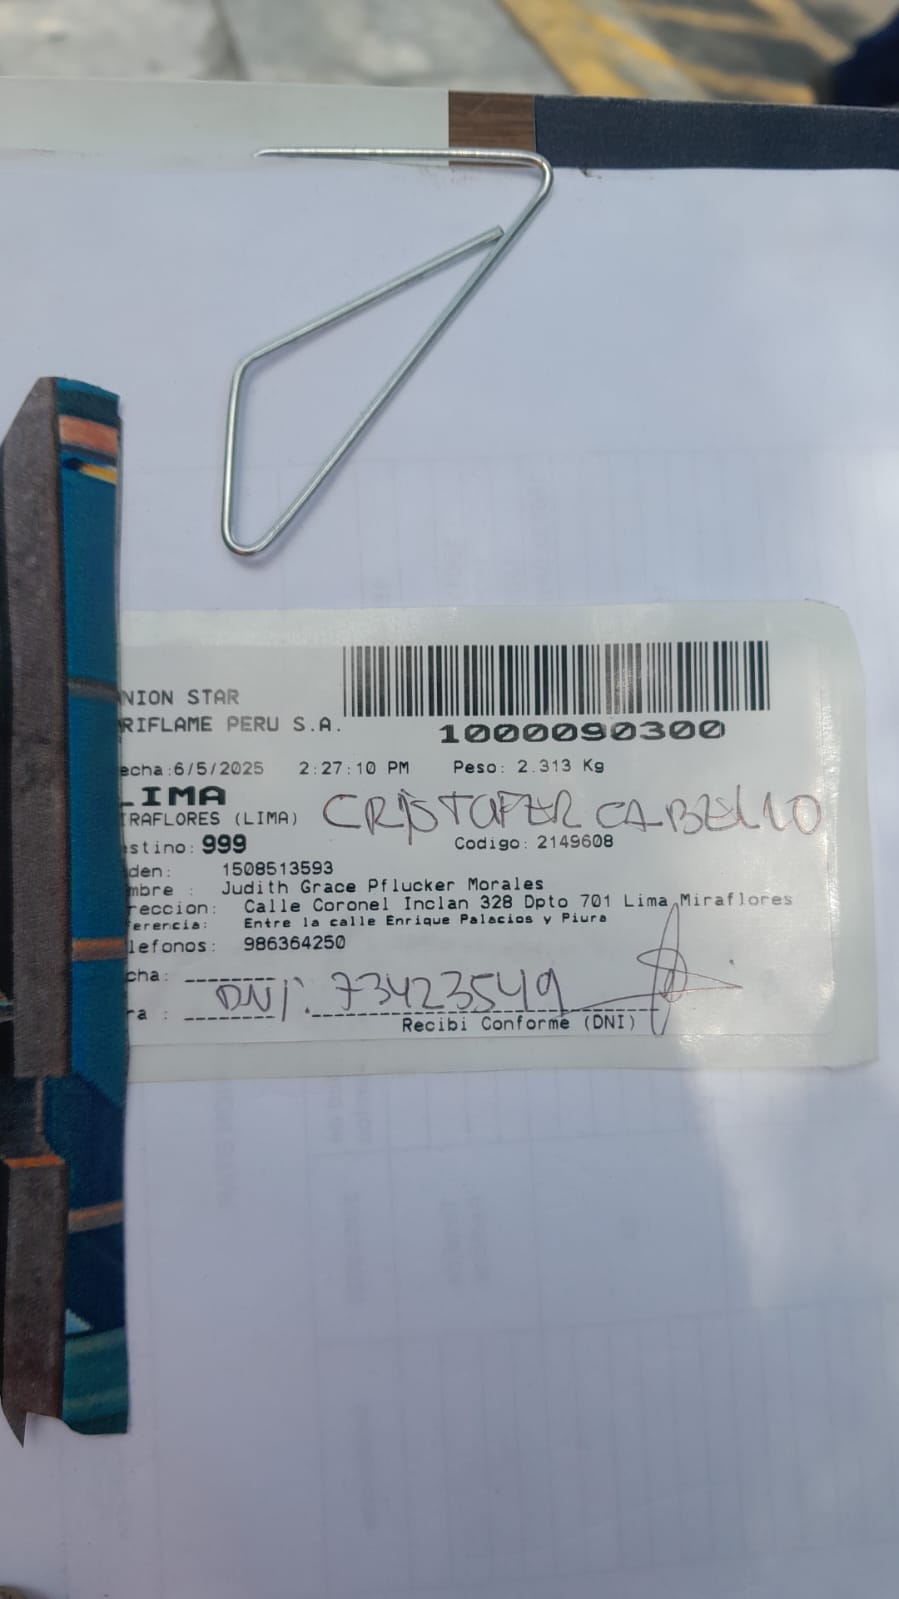 NION STAR
RIFLAME PERU S.A.
1000090300
echa:6/5/2025 2:27:10 PM Peso: 2.313 Kg
LIMA
IRAFLORES (LIMA)
CRISTOFER CABELLO
stino: 999 Codigo: 2149608
den: 1508513593
mbre : Judith Grace Pflucker Morales
reccion: Calle Coronel Inclan 328 Dpto 701 Lima Miraflores
erencia: Entre la calle Enrique Palacios y Piura
lefonos: 986364250
cha:
DNI: 73423549
ra :
Recibi Conforme (DNI)